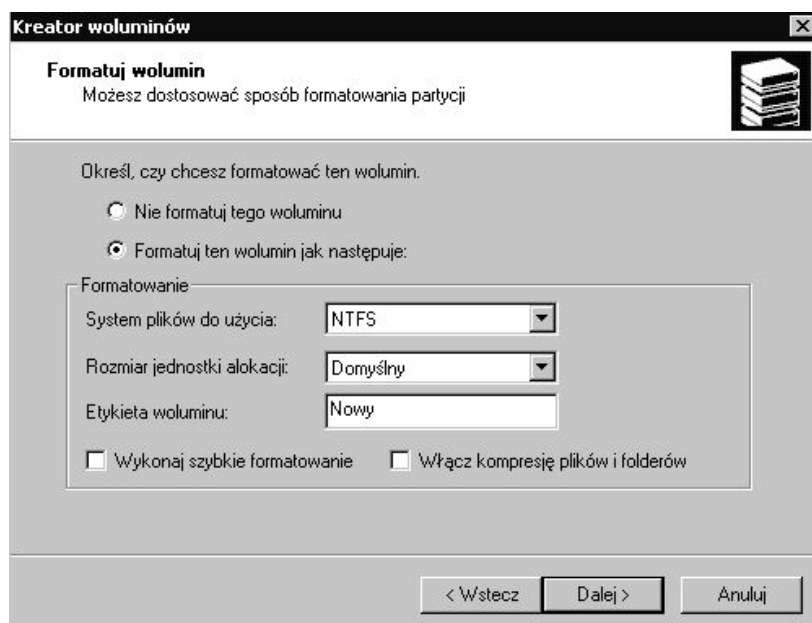 Kreator woluminów
Formatuj wolumin
Możesz dostosować sposób formatowania partycji
Określ, czy chcesz formatować ten wolumin.
Nie formatuj tego woluminu
Formatuj ten wolumin jak następuje:
Formatowanie
System plików do użycia: NTFS
Rozmiar jednostki alokacji: Domyślny
Etykieta woluminu: Nowy
Wykonaj szybkie formatowanie Włącz kompresję plików i folderów
< Wstecz Dalej > Anuluj